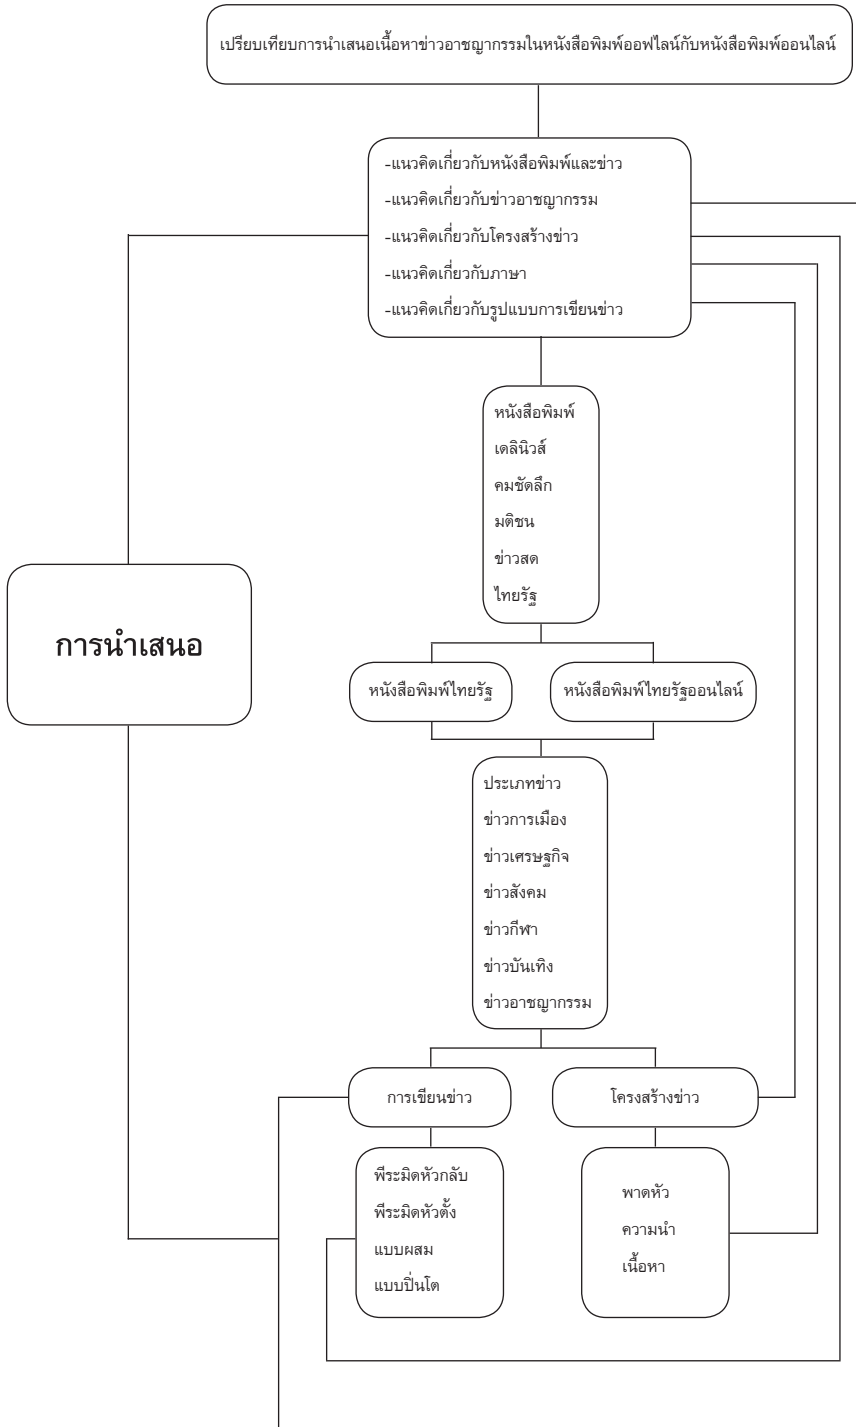 เปรียบเทียบการนำเสนอเนื้อหาข่าวอาชญากรรมในหนังสือพิมพ์ออฟไลน์กับหนังสือพิมพ์ออนไลน์
-แนวคิดเกี่ยวกับหนังสือพิมพ์และข่าว
-แนวคิดเกี่ยวกับข่าวอาชญากรรม
-แนวคิดเกี่ยวกับโครงสร้างข่าว
-แนวคิดเกี่ยวกับภาษา
-แนวคิดเกี่ยวกับรูปแบบการเขียนข่าว
หนังสือพิมพ์
เดลินิวส์
คมชัดลึก
มติชน
ข่าวสด
ไทยรัฐ
การนำเสนอ
หนังสือพิมพ์ไทยรัฐ
หนังสือพิมพ์ไทยรัฐออนไลน์
ประเภทข่าว
ข่าวการเมือง
ข่าวเศรษฐกิจ
ข่าวสังคม
ข่าวกีฬา
ข่าวบันเทิง
ข่าวอาชญากรรม
การเขียนข่าว
โครงสร้างข่าว
พีระมิดหัวกลับ
พีระมิดหัวตั้ง
แบบผสม
แบบปิ่นโต
พาดหัว
ความนำ
เนื้อหา